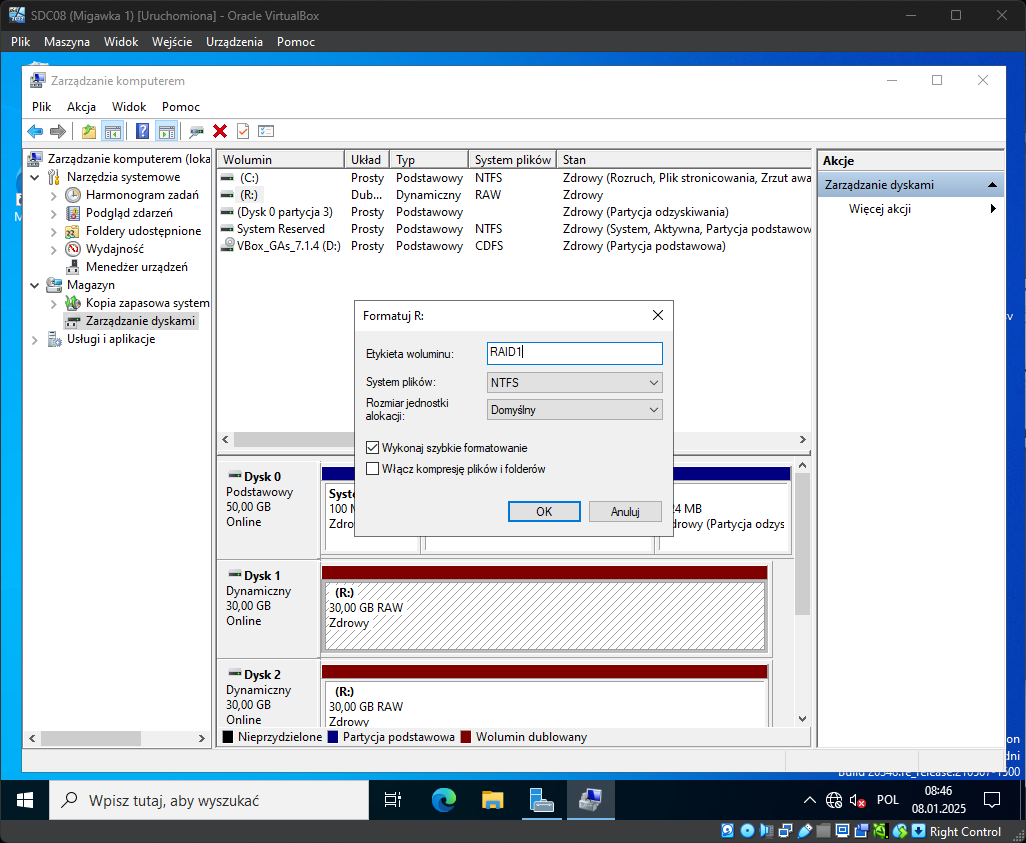 SDC08 (Migawka 1) [Uruchomiona] - Oracle VirtualBox
Plik Maszyna Widok Wejście Urządzenia Pomoc
Zarządzanie komputerem
Plik Akcja Widok Pomoc
Zarządzanie komputerem (loka
Narzędzia systemowe
Harmonogram zadań
Podgląd zdarzeń
Foldery udostępnione
Wydajność
Menedżer urządzeń
Magazyn
Kopia zapasowa system
Zarządzanie dyskami
Usługi i aplikacje
Wolumin Układ Typ System plików Stan
(C:) Prosty Podstawowy NTFS Zdrowy (Rozruch, Plik stronicowania, Zrzut awa
(R:) Dub... Dynamiczny RAW Zdrowy
(Dysk 0 partycja 3) Prosty Podstawowy Zdrowy (Partycja odzyskiwania)
System Reserved Prosty Podstawowy NTFS Zdrowy (System, Aktywna, Partycja podstawow
VBox_GAs_7.1.4 (D:) Prosty Podstawowy CDFS Zdrowy (Partycja podstawowa)
Akcje
Zarządzanie dyskami
Więcej akcji
Formatuj R:
Etykieta woluminu: RAID1
System plików: NTFS
Rozmiar jednostki
alokacji: Domyślny
Wykonaj szybkie formatowanie
Włącz kompresję plików i folderów
OK Anuluj
Dysk 0
Podstawowy
50,00 GB
Online
Syste
100 M
Zdro
24 MB
drowy (Partycja odzys
Dysk 1
Dynamiczny
30,00 GB
Online
(R:)
30,00 GB RAW
Zdrowy
Dysk 2
Dynamiczny
30,00 GB
Online
(R:)
30,00 GB RAW
Zdrowy
Nieprzydzielone Partycja podstawowa Wolumin dublowany
Wpisz tutaj, aby wyszukać
POL
08:46
08.01.2025
Right Control